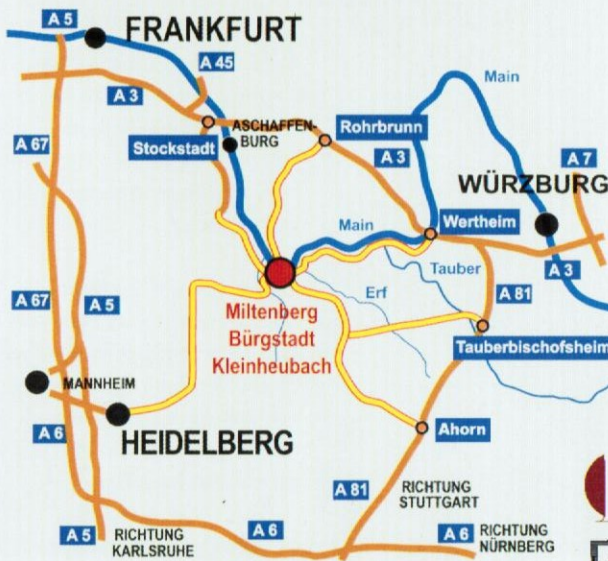 A 5
FRANKFURT
A 45
A 3
Main
ASCHAFFEN-
BURG
Rohrbrunn
A 67
Stockstadt
A 3
A 7
WÜRZBURG
Main
Wertheim
Tauber
A 3
Erf
A 81
A 67
A 5
Miltenberg
Bürgstadt
Kleinheubach
Tauberbischofsheim
MANNHEIM
HEIDELBERG
Ahorn
A 6
A 81
RICHTUNG
STUTTGART
A 5
RICHTUNG
KARLSRUHE
A 6
A 6
RICHTUNG
NÜRNBERG